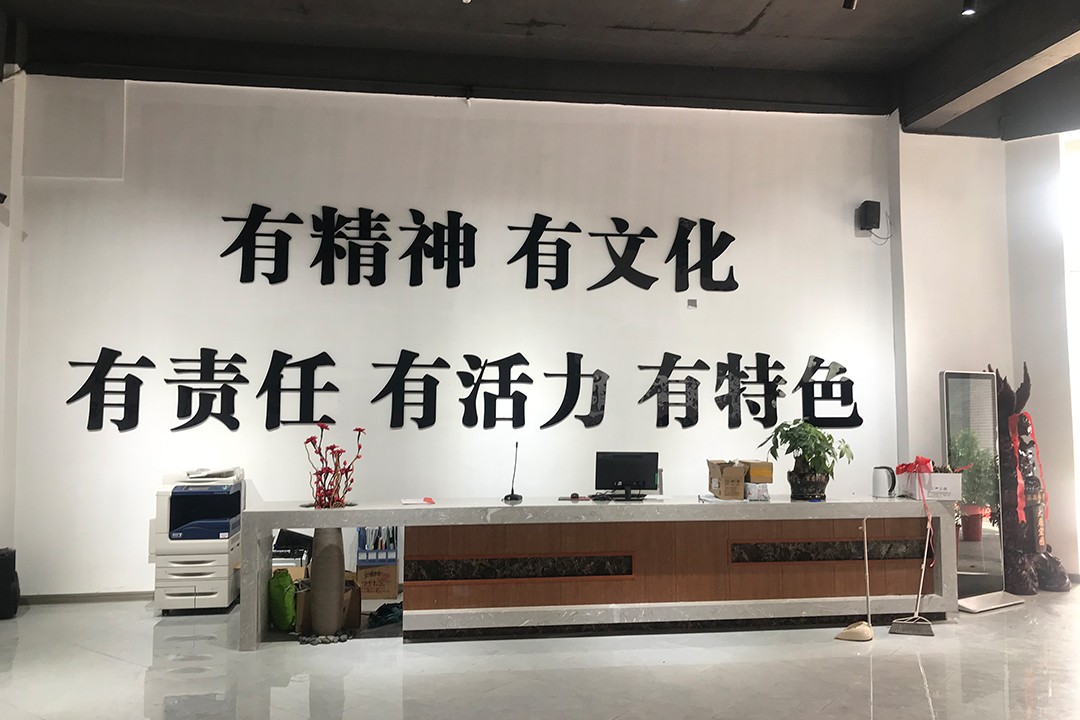 有精神 有文化
有责任 有活力 有特色